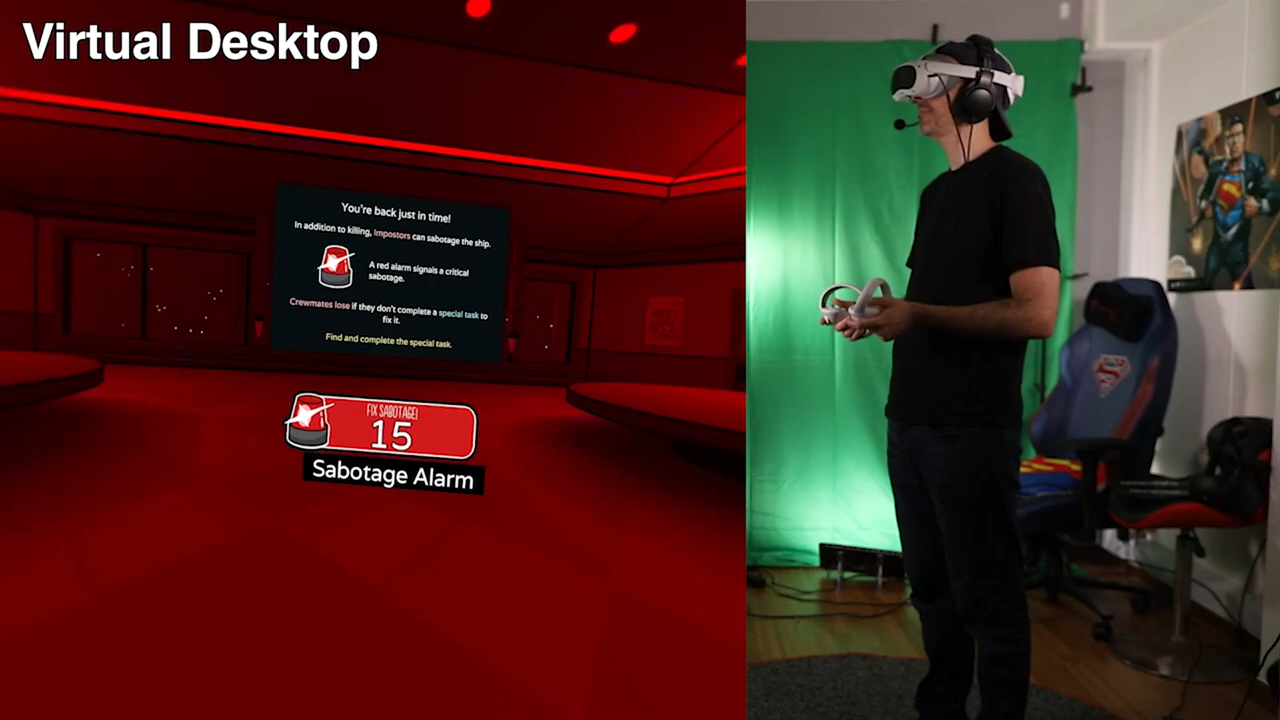 Virtual Desktop
You're back just in time!
In addition to killing, Impostors can sabotage the ship.
A red alarm signals a critical
sabotage.
Crewmates lose if they don't complete a special task to
fix it.
Find and complete the special task.
FIX SABOTAGE!
15
Sabotage Alarm